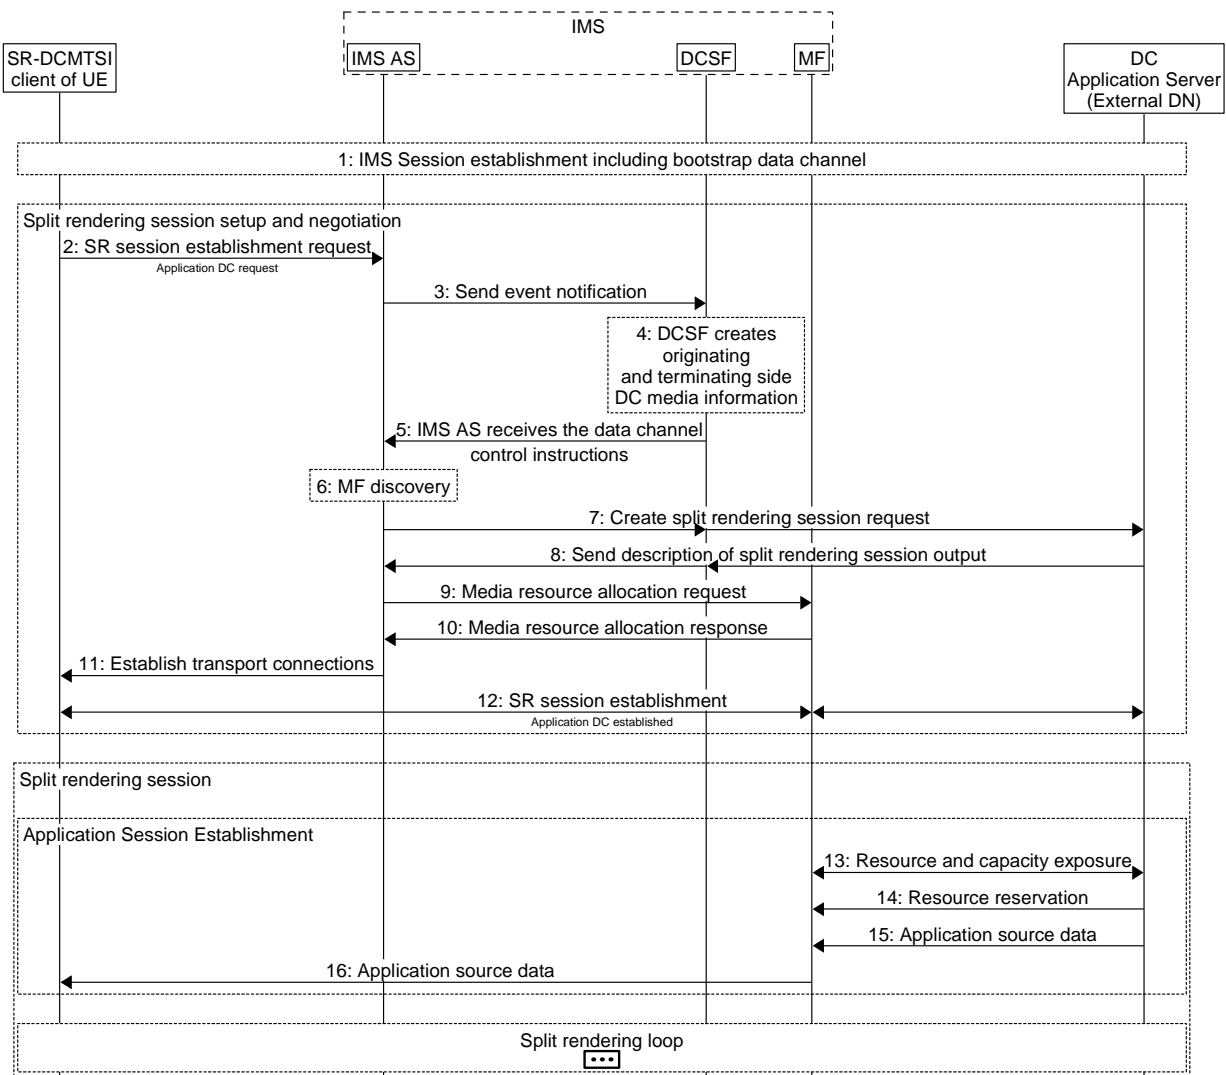 IMS
SR-DCMTSI
client of UE
IMS AS
DCSF
MF
DC
Application Server
(External DN)
1: IMS Session establishment including bootstrap data channel
Split rendering session setup and negotiation
2: SR session establishment request
Application DC request
3: Send event notification
4: DCSF creates
originating
and terminating side
DC media information
5: IMS AS receives the data channel
control instructions
6: MF discovery
7: Create split rendering session request
8: Send description of split rendering session output
9: Media resource allocation request
10: Media resource allocation response
11: Establish transport connections
12: SR session establishment
Application DC established
Split rendering session
Application Session Establishment
13: Resource and capacity exposure
14: Resource reservation
15: Application source data
16: Application source data
Split rendering loop
...